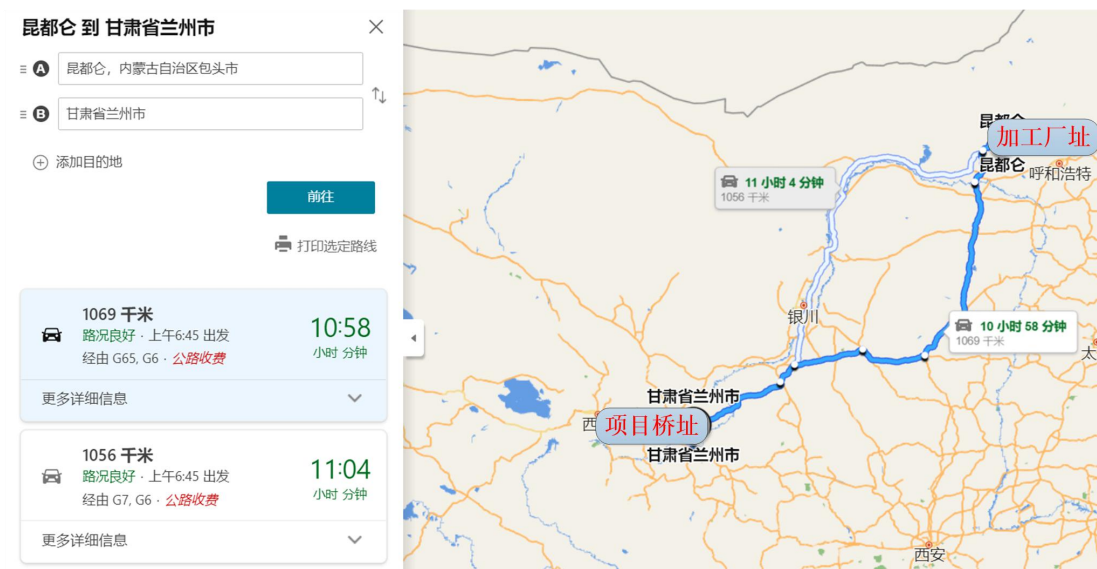 昆都仑 到 甘肃省兰州市
A 昆都仑，内蒙古自治区包头市
B 甘肃省兰州市
添加目的地
前往
打印选定路线
1069 千米
路况良好 · 上午6:45 出发
经由 G65, G6 · 公路收费
10:58
小时 分钟
更多详细信息
1056 千米
路况良好 · 上午6:45 出发
经由 G7, G6 · 公路收费
11:04
小时 分钟
更多详细信息
加工厂址
昆都仑
呼和浩特
11 小时 4 分钟
1056 千米
银川
10 小时 58 分钟
1069 千米
太
甘肃省兰州市
西
项目桥址
甘肃省兰州市
西安